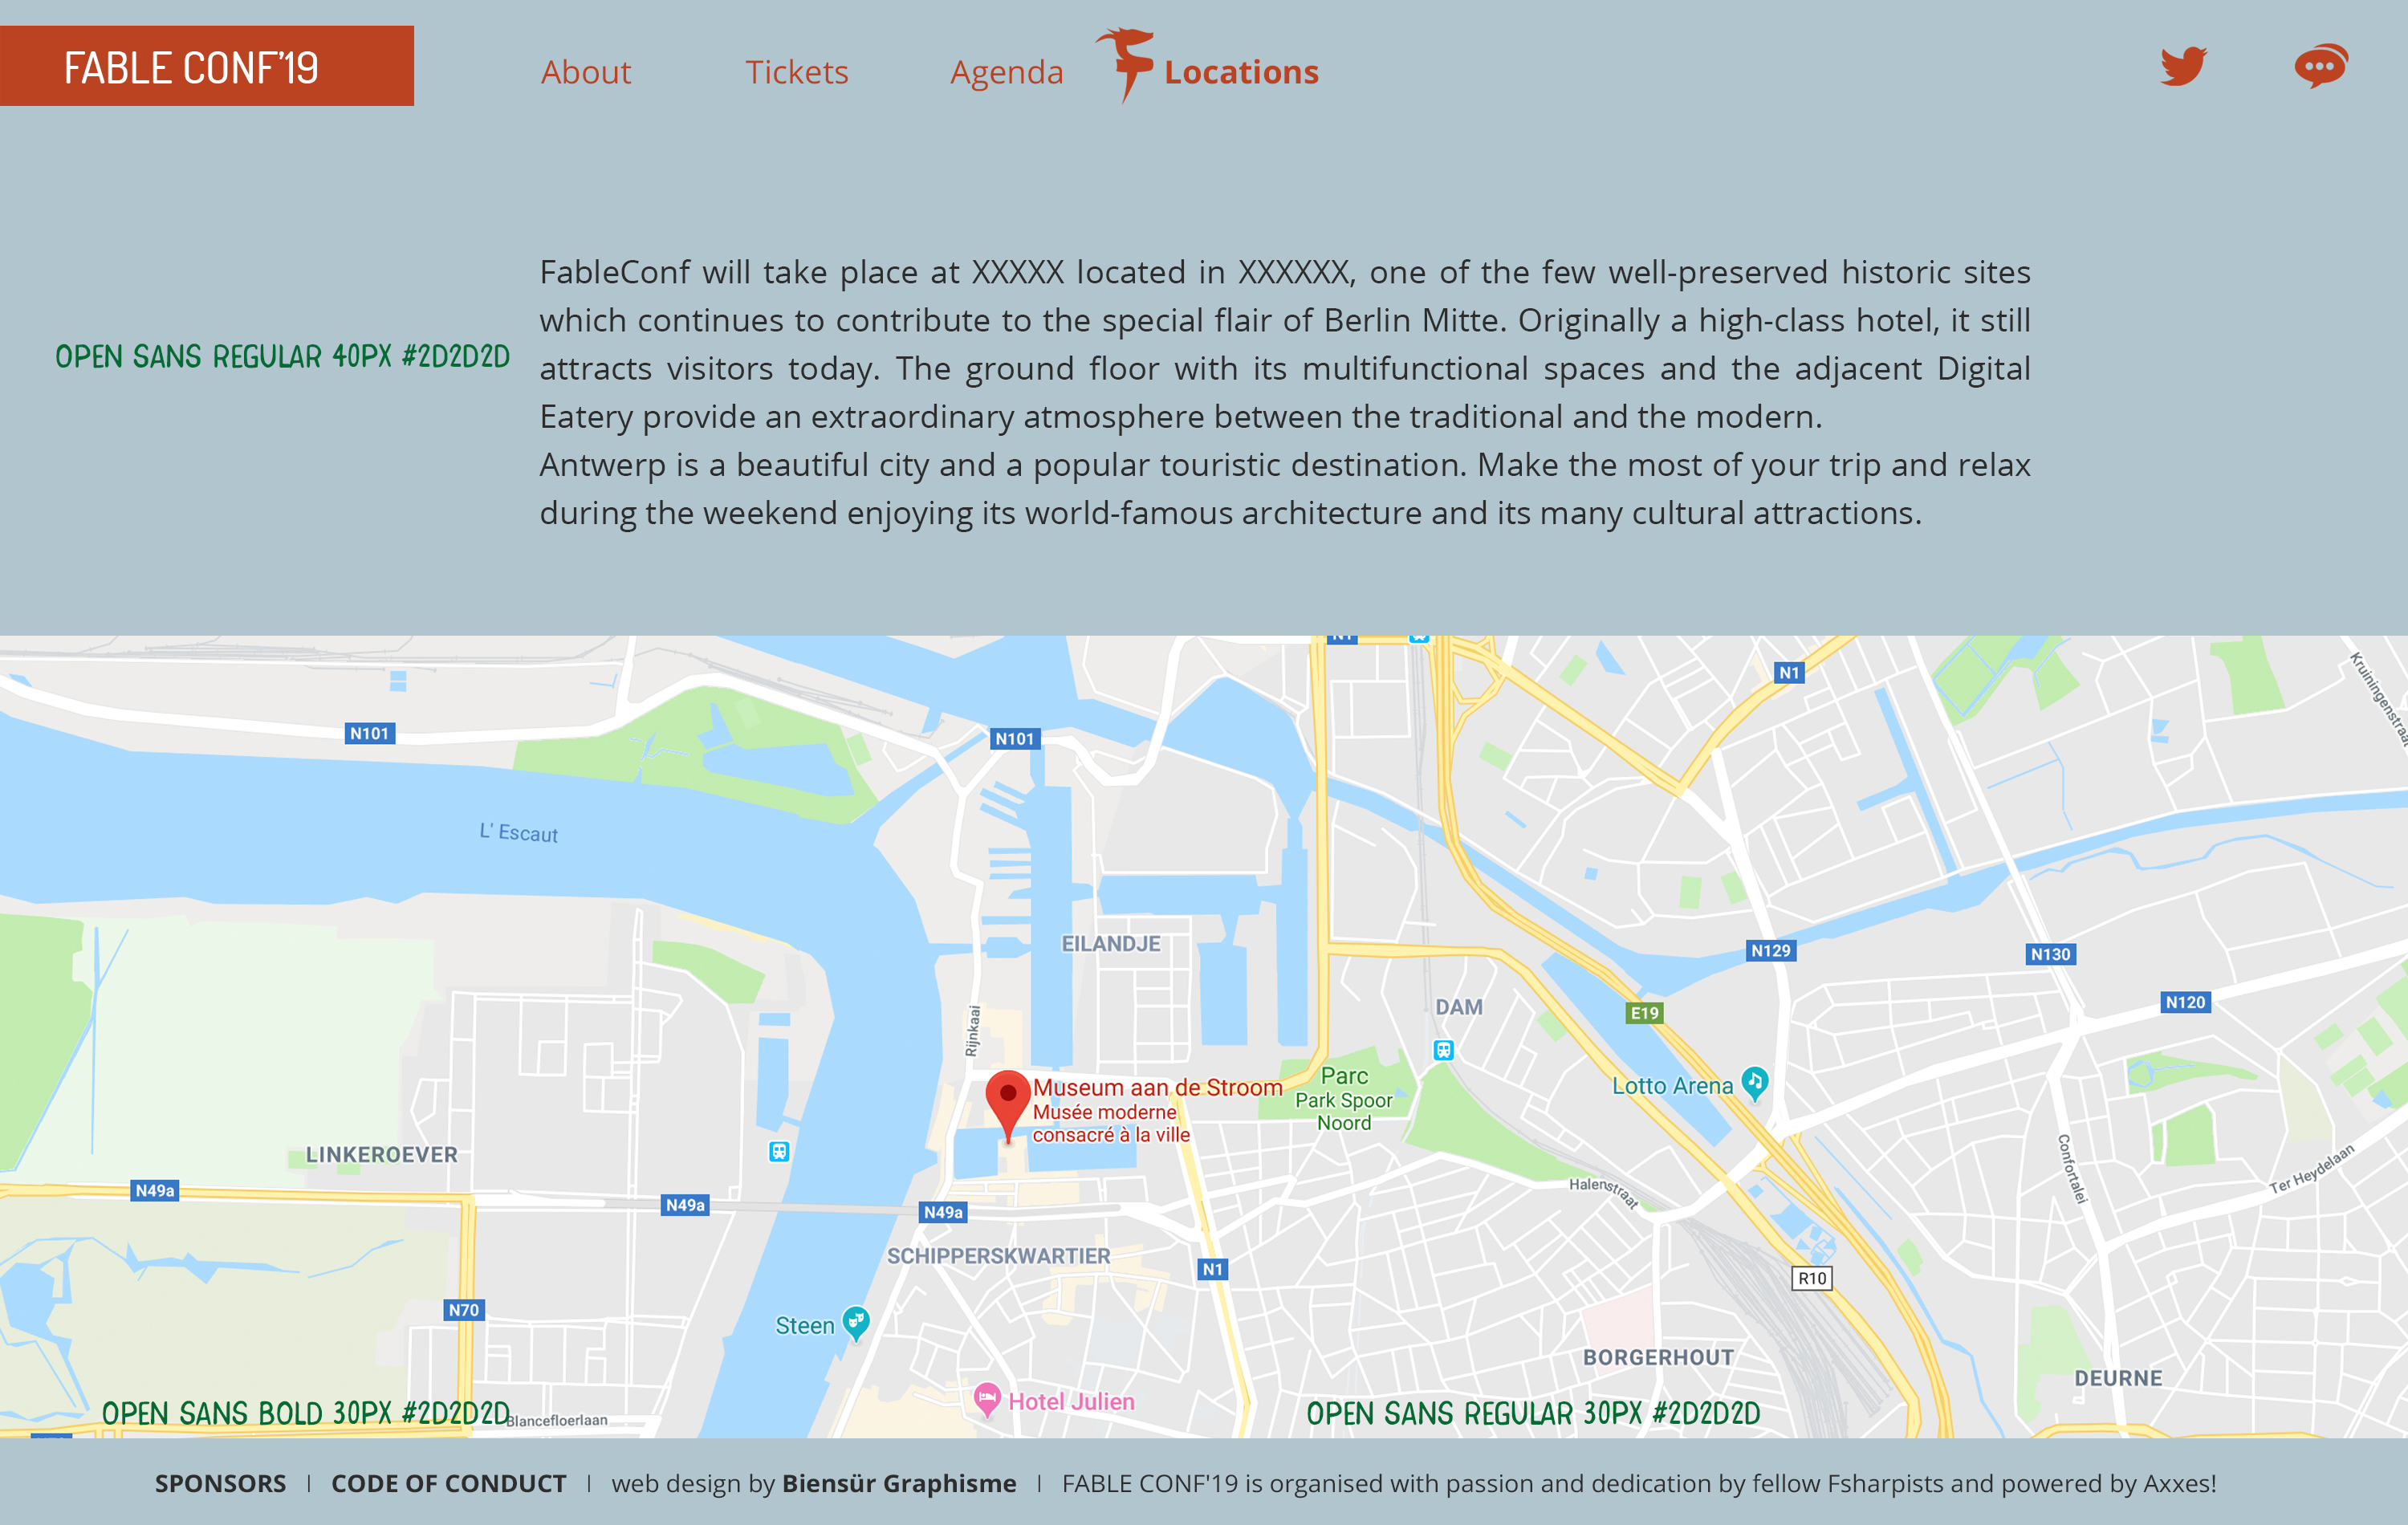 FABLE CONF'19
About
Tickets
Agenda
Locations
FableConf will take place at XXXXX located in XXXXXX, one of the few well-preserved historic sites
which continues to contribute to the special flair of Berlin Mitte. Originally a high-class hotel, it still
attracts visitors today. The ground floor with its multifunctional spaces and the adjacent Digital
Eatery provide an extraordinary atmosphere between the traditional and the modern.
Antwerp is a beautiful city and a popular touristic destination. Make the most of your trip and relax
during the weekend enjoying its world-famous architecture and its many cultural attractions.
OPEN SANS REGULAR 40PX #2D2D2D
N1
N1
N101
N101
L' Escaut
EILANDJE
N129
N130
N120
DAM
E19
Rijnkaai
Museum aan de Stroom
Musée moderne
consacré à la ville
Parc
Park Spoor
Noord
Lotto Arena
LINKEROEVER
Confortalei
Ter Heydelaan
Halenstraat
N49a
N49a
N49a
SCHIPPERSKWARTIER
N1
R10
N70
Steen
BORGERHOUT
DEURNE
Hotel Julien
OPEN SANS BOLD 30PX #2D2D2D
Blancefloerlaan
OPEN SANS REGULAR 30PX #2D2D2D
SPONSORS | CODE OF CONDUCT | web design by Biensür Graphisme | FABLE CONF'19 is organised with passion and dedication by fellow Fsharpists and powered by Axxes!